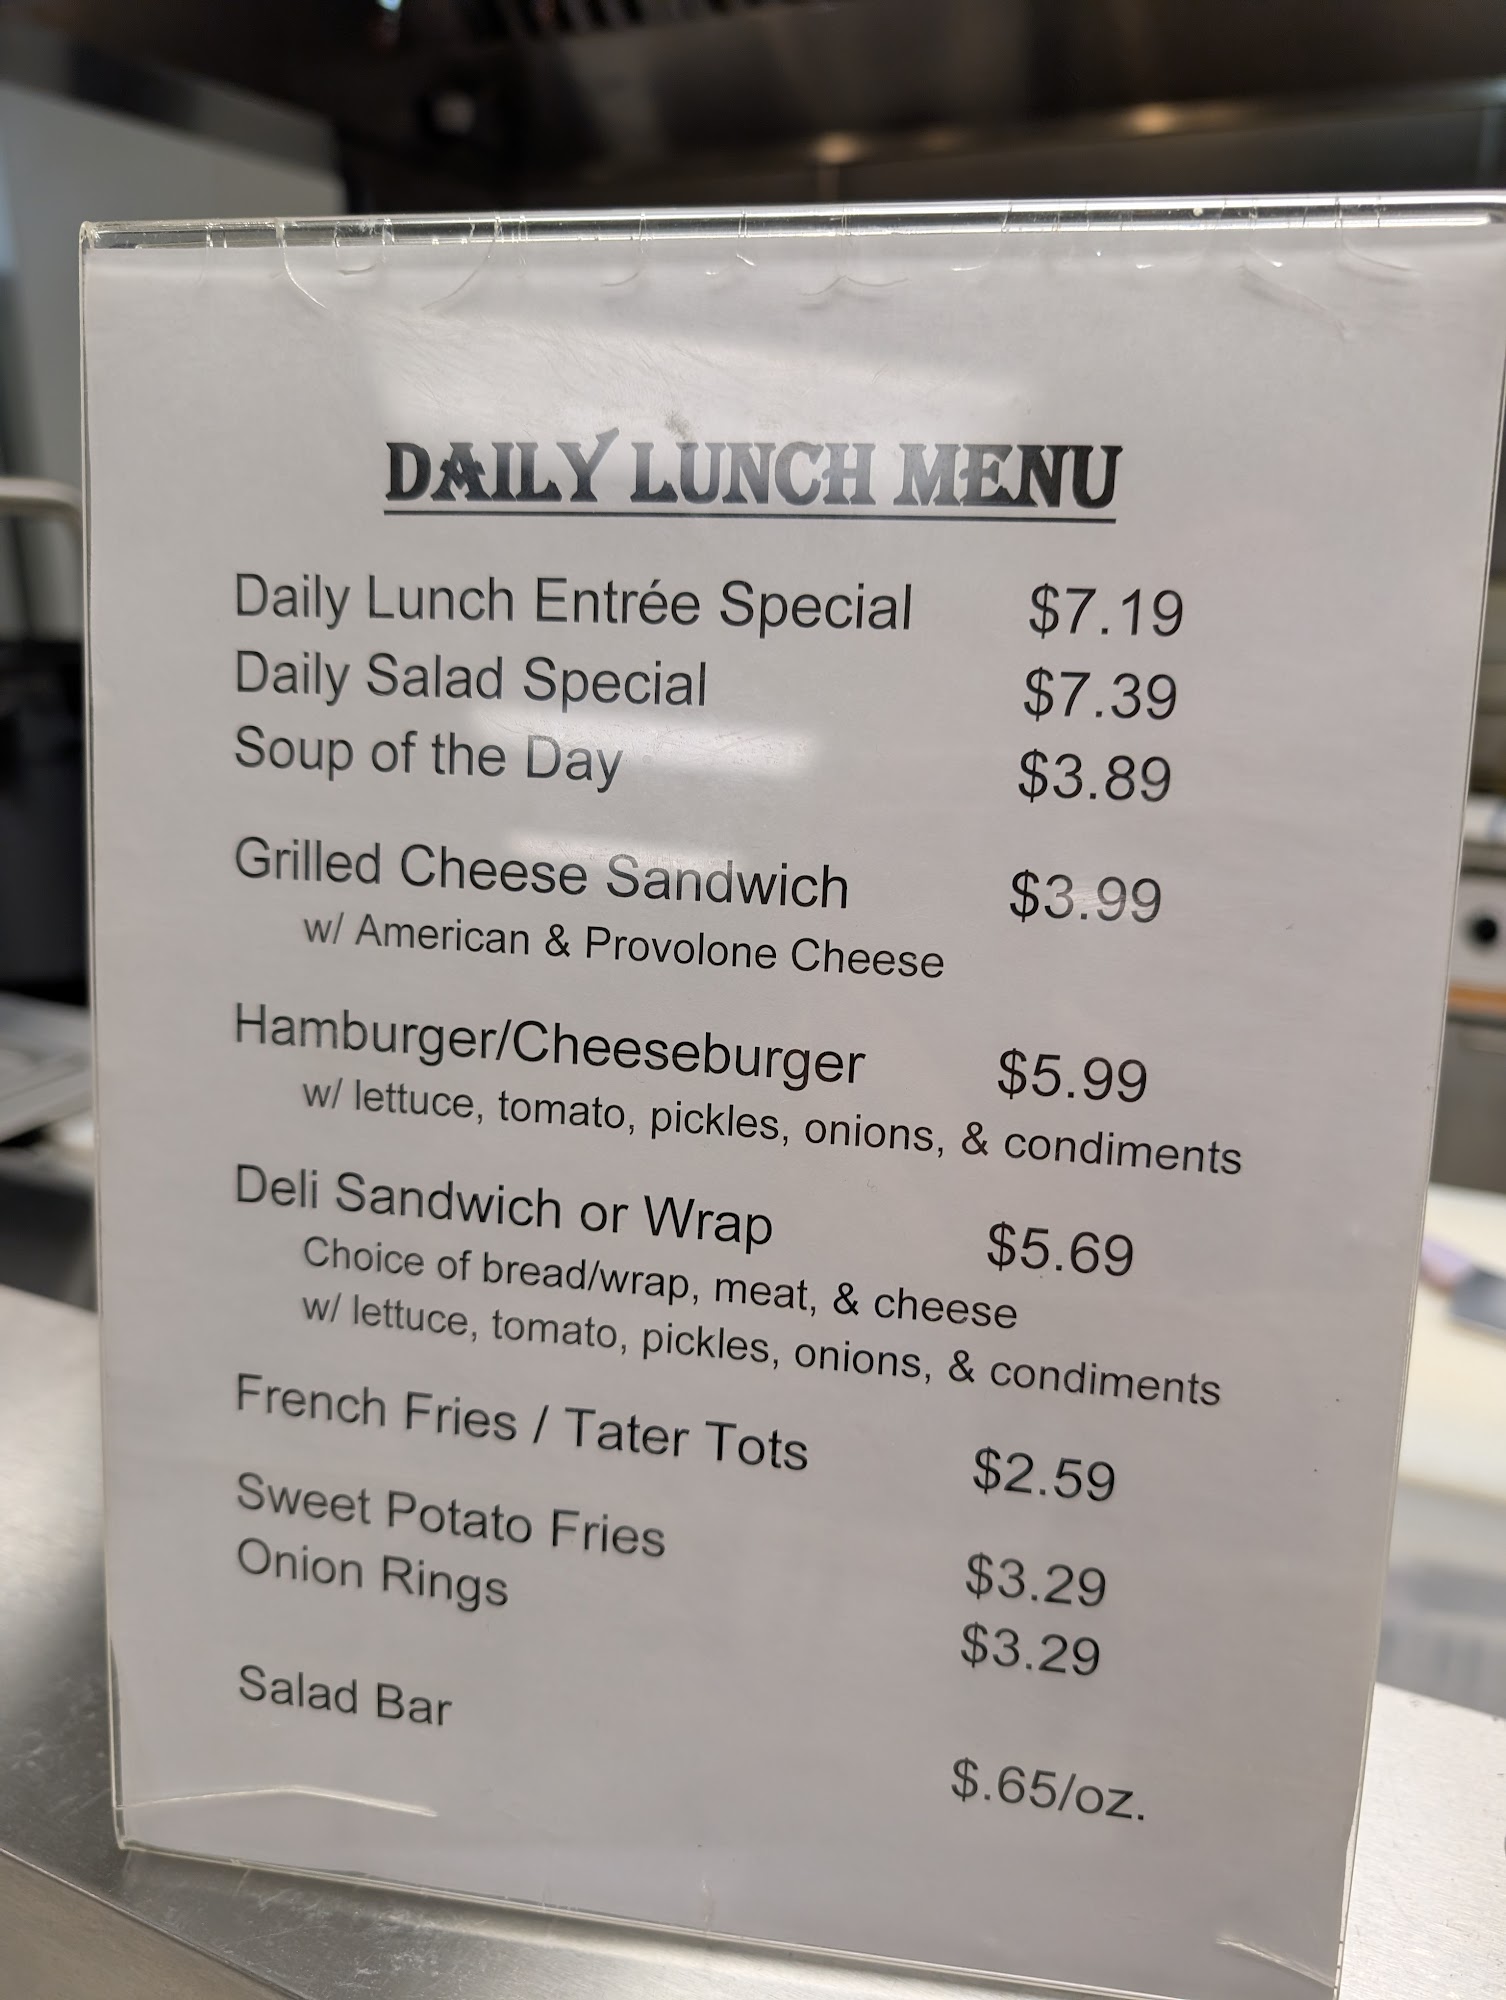 DAILY LUNCH MENU
Daily Lunch Entrée Special $7.19
Daily Salad Special $7.39
Soup of the Day $3.89
Grilled Cheese Sandwich $3.99
w/ American & Provolone Cheese
Hamburger/Cheeseburger $5.99
w/ lettuce, tomato, pickles, onions, & condiments
Deli Sandwich or Wrap $5.69
Choice of bread/wrap, meat, & cheese
w/ lettuce, tomato, pickles, onions, & condiments
French Fries / Tater Tots $2.59
Sweet Potato Fries $3.29
Onion Rings $3.29
Salad Bar $.65/oz.